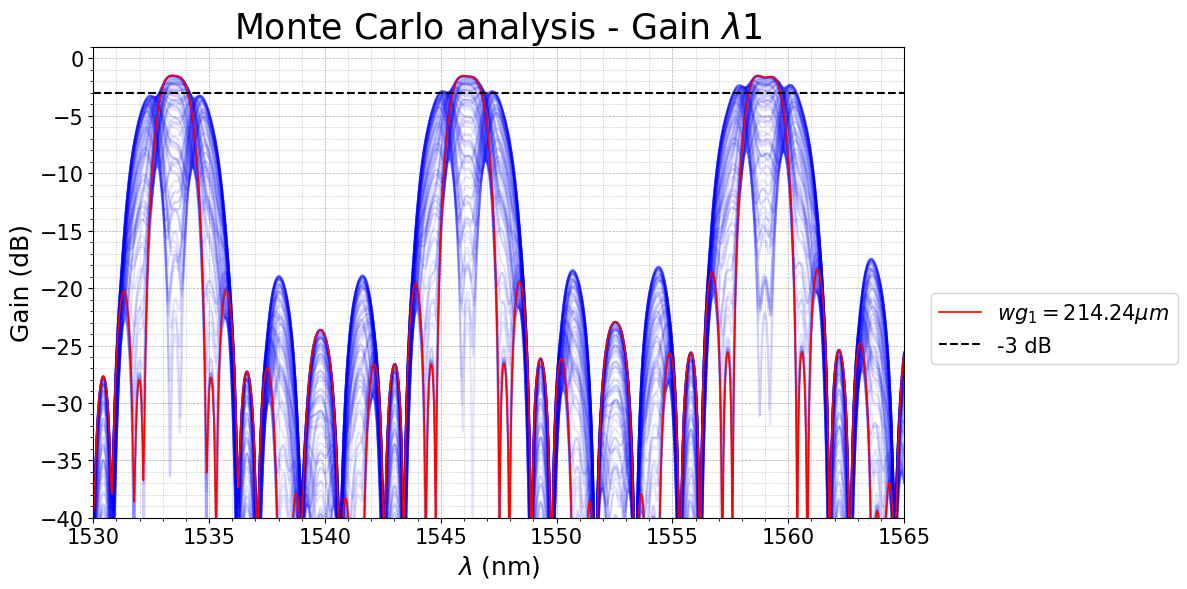 Monte Carlo analysis - Gain λ1
0
−5
−10
−15
−20
−25
−30
−35
−40
Gain (dB)
1530 1535 1540 1545 1550 1555 1560 1565
λ (nm)
wg₁ = 214.24μm
-3 dB